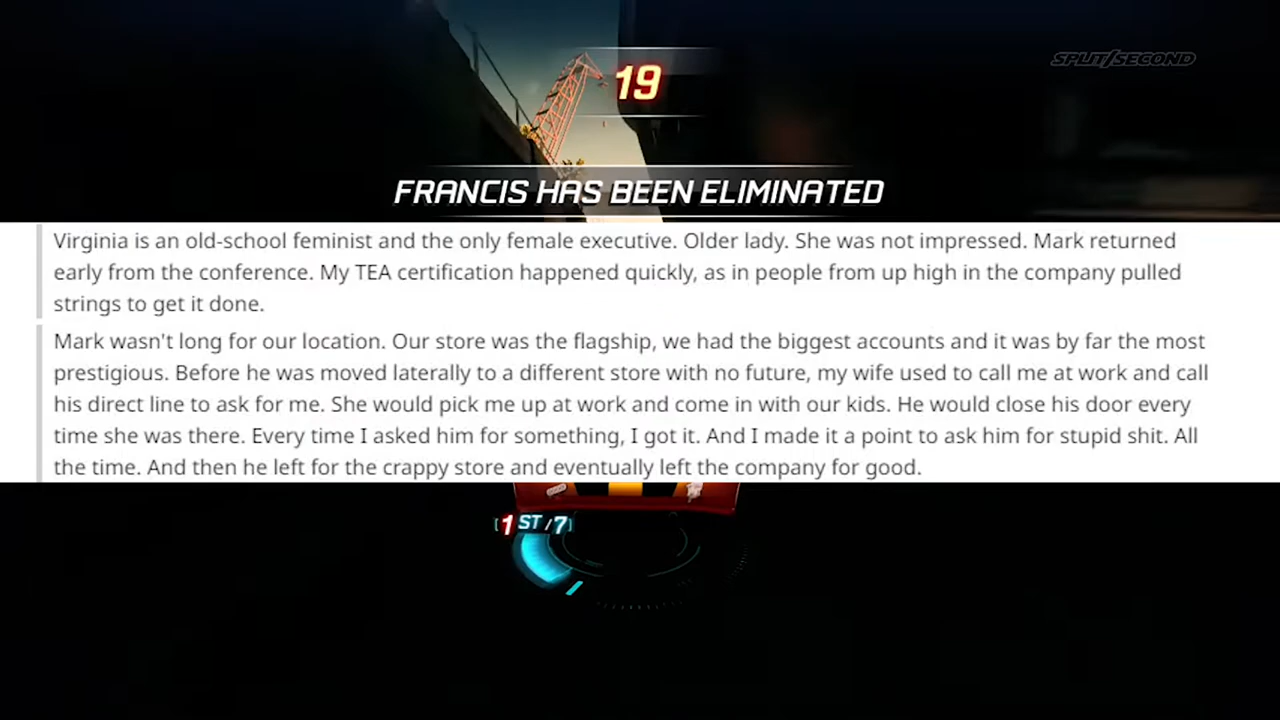 SPLIT/SECOND
19
FRANCIS HAS BEEN ELIMINATED
Virginia is an old-school feminist and the only female executive. Older lady. She was not impressed. Mark returned
early from the conference. My TEA certification happened quickly, as in people from up high in the company pulled
strings to get it done.
Mark wasn't long for our location. Our store was the flagship, we had the biggest accounts and it was by far the most
prestigious. Before he was moved laterally to a different store with no future, my wife used to call me at work and call
his direct line to ask for me. She would pick me up at work and come in with our kids. He would close his door every
time she was there. Every time I asked him for something, I got it. And I made it a point to ask him for stupid shit. All
the time. And then he left for the crappy store and eventually left the company for good.
1ST/7